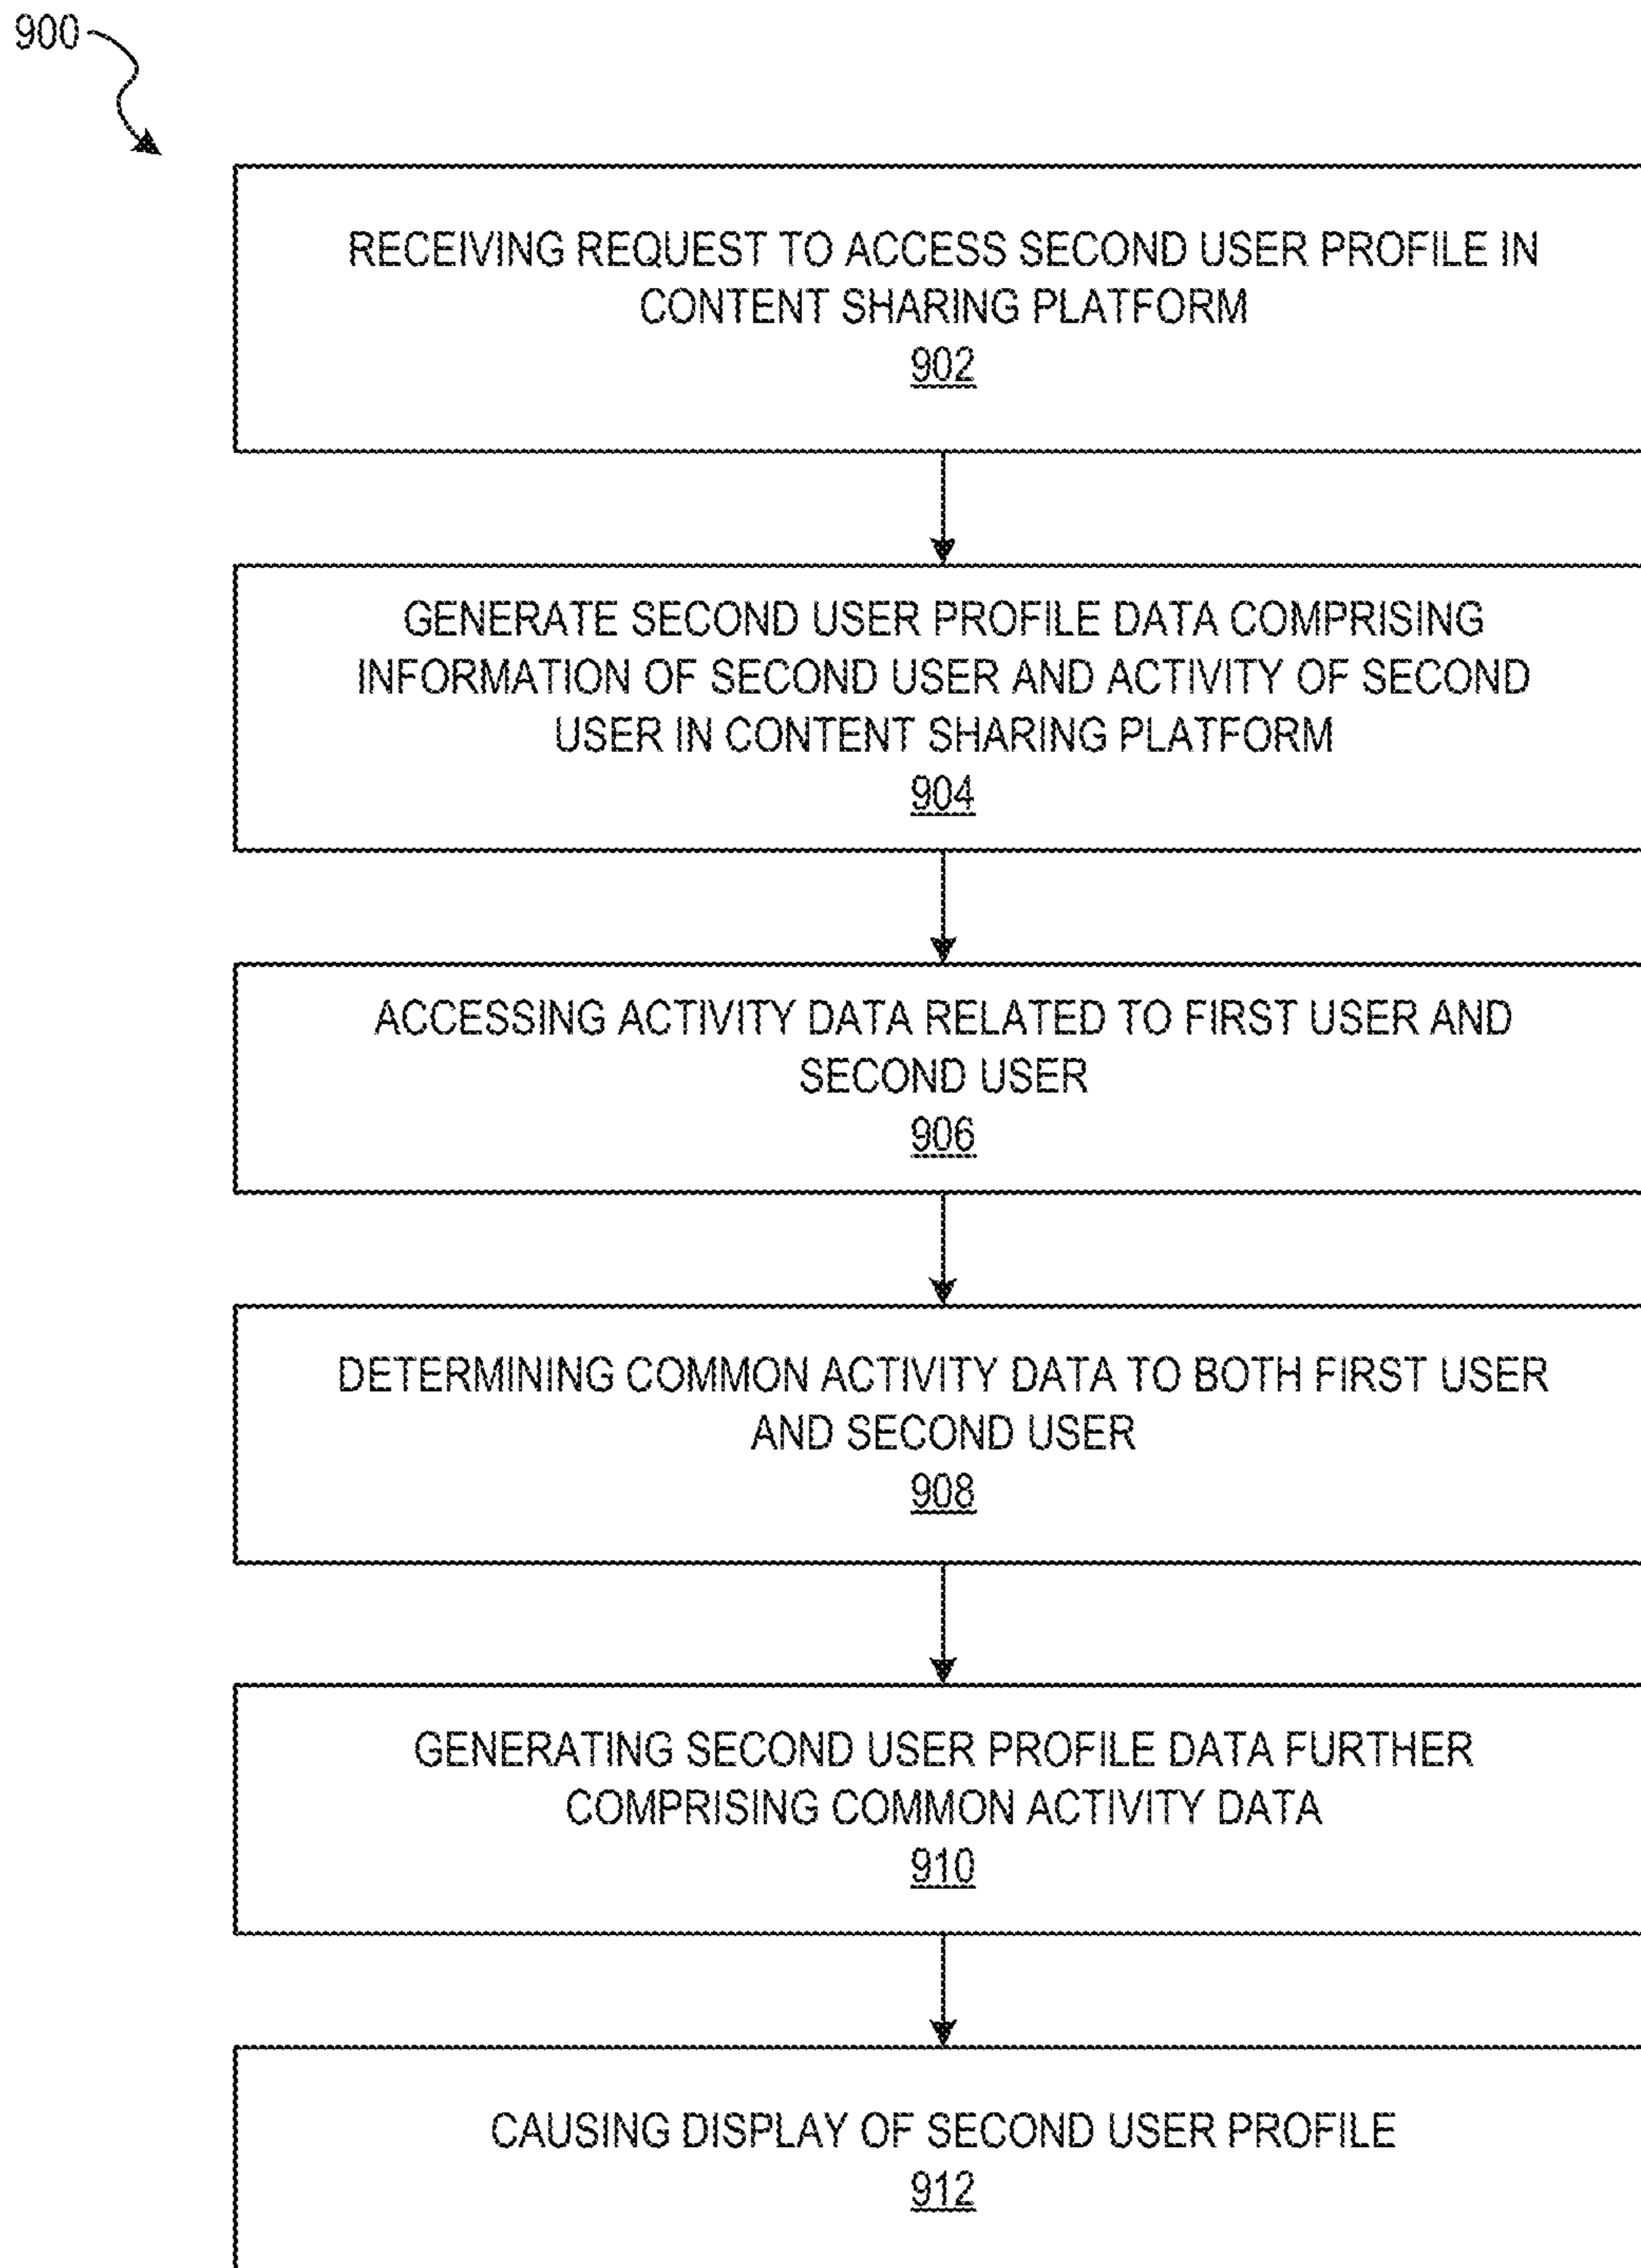 900
RECEIVING REQUEST TO ACCESS SECOND USER PROFILE IN
CONTENT SHARING PLATFORM
902
GENERATE SECOND USER PROFILE DATA COMPRISING
INFORMATION OF SECOND USER AND ACTIVITY OF SECOND
USER IN CONTENT SHARING PLATFORM
904
ACCESSING ACTIVITY DATA RELATED TO FIRST USER AND
SECOND USER
906
DETERMINING COMMON ACTIVITY DATA TO BOTH FIRST USER
AND SECOND USER
908
GENERATING SECOND USER PROFILE DATA FURTHER
COMPRISING COMMON ACTIVITY DATA
910
CAUSING DISPLAY OF SECOND USER PROFILE
912